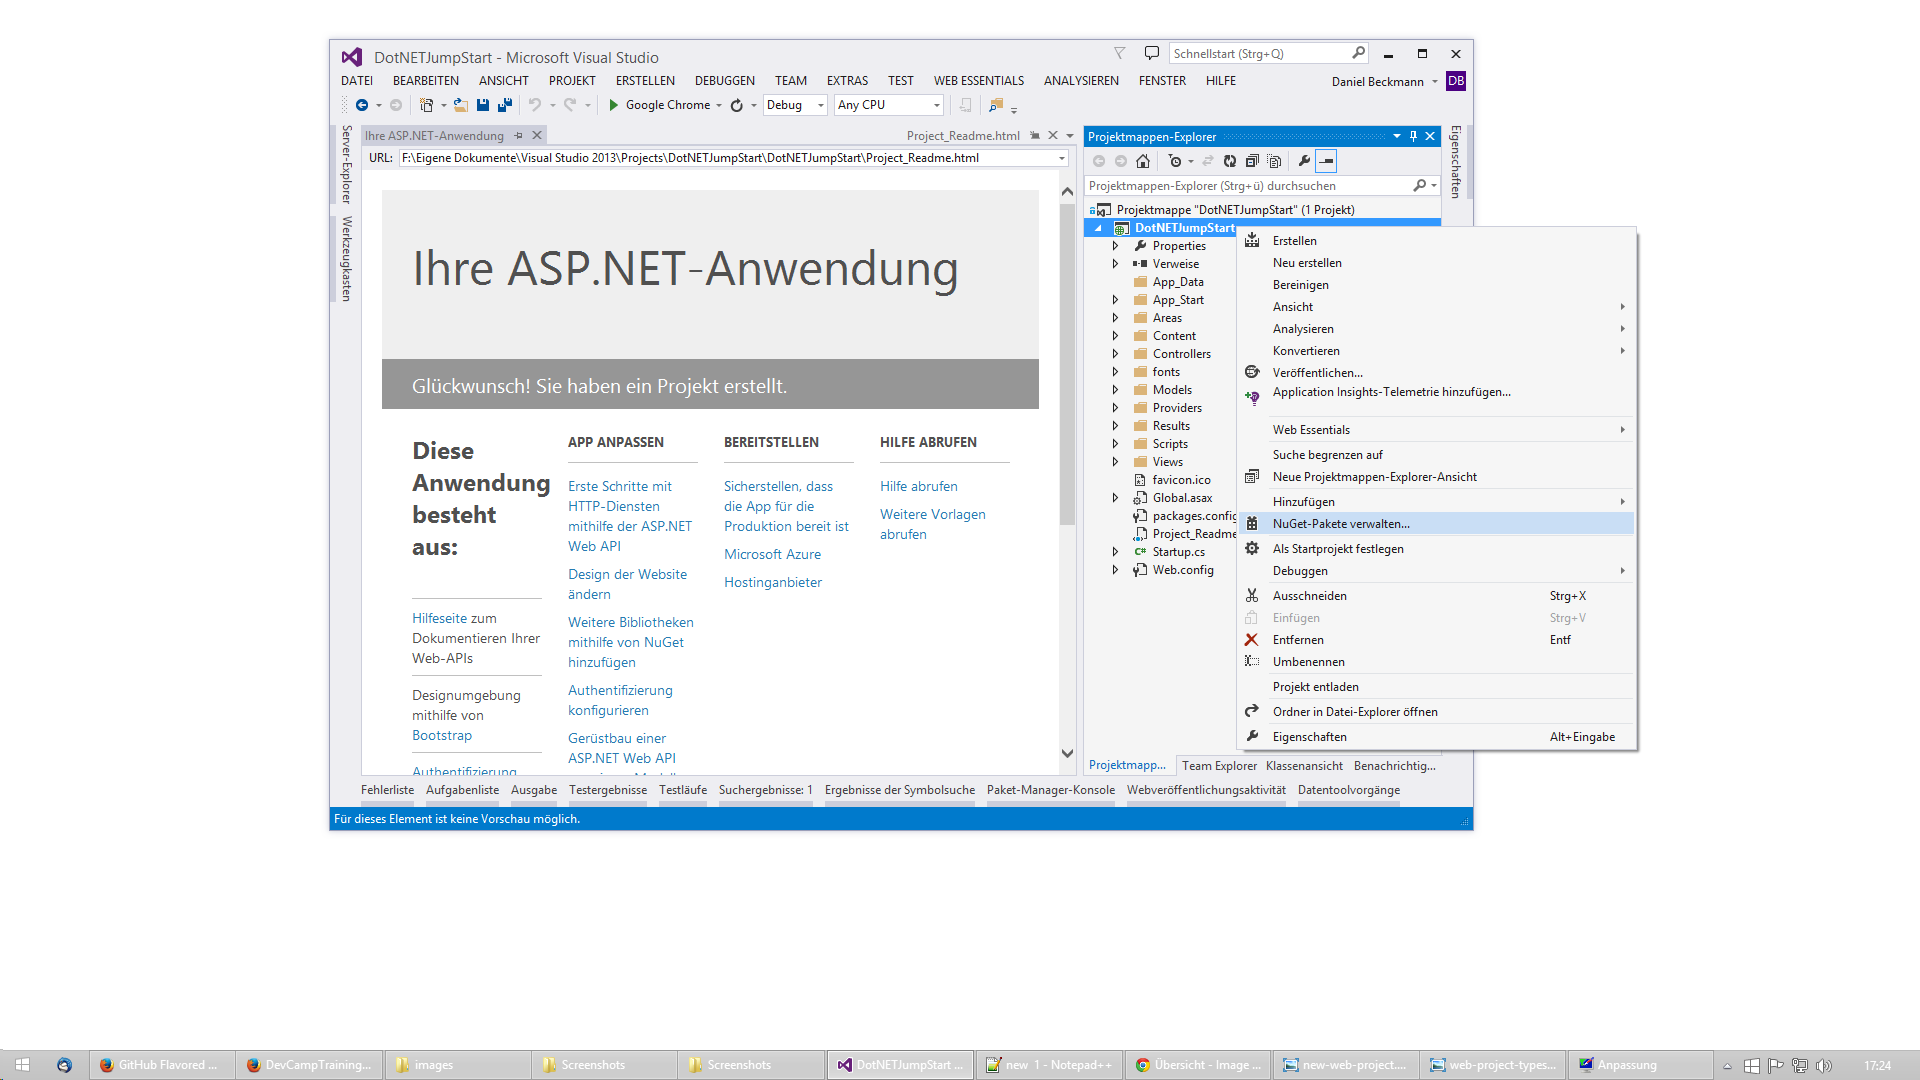 DotNETJumpStart - Microsoft Visual Studio
Schnellstart (Strg+Q)
DATEI BEARBEITEN ANSICHT PROJEKT ERSTELLEN DEBUGGEN TEAM EXTRAS TEST WEB ESSENTIALS ANALYSIEREN FENSTER HILFE
Daniel Beckmann DB
Google Chrome Debug Any CPU
Server-Explorer
Werkzeugkasten
Ihre ASP.NET-Anwendung
Project_Readme.html
URL: F:\Eigene Dokumente\Visual Studio 2013\Projects\DotNETJumpStart\DotNETJumpStart\Project_Readme.html
Ihre ASP.NET-Anwendung
Glückwunsch! Sie haben ein Projekt erstellt.
Diese
Anwendung
besteht
aus:
Hilfeseite zum
Dokumentieren Ihrer
Web-APIs
Designumgebung
mithilfe von
Bootstrap
Authentifizierung
APP ANPASSEN
Erste Schritte mit
HTTP-Diensten
mithilfe der ASP.NET
Web API
Design der Website
ändern
Weitere Bibliotheken
mithilfe von NuGet
hinzufügen
Authentifizierung
konfigurieren
Gerüstbau einer
ASP.NET Web API
BEREITSTELLEN
Sicherstellen, dass
die App für die
Produktion bereit ist
Microsoft Azure
Hostinganbieter
HILFE ABRUFEN
Hilfe abrufen
Weitere Vorlagen
abrufen
Projektmappen-Explorer
Eigenschaften
Projektmappen-Explorer (Strg+ü) durchsuchen
Projektmappe "DotNETJumpStart" (1 Projekt)
DotNETJumpStart
Properties
Verweise
App_Data
App_Start
Areas
Content
Controllers
fonts
Models
Providers
Results
Scripts
Views
favicon.ico
Global.asax
packages.config
Project_Readme
C# Startup.cs
Web.config
Erstellen
Neu erstellen
Bereinigen
Ansicht
Analysieren
Konvertieren
Veröffentlichen...
Application Insights-Telemetrie hinzufügen...
Web Essentials
Suche begrenzen auf
Neue Projektmappen-Explorer-Ansicht
Hinzufügen
NuGet-Pakete verwalten...
Als Startprojekt festlegen
Debuggen
Ausschneiden Strg+X
Einfügen Strg+V
Entfernen Entf
Umbenennen
Projekt entladen
Ordner in Datei-Explorer öffnen
Eigenschaften Alt+Eingabe
Projektmapp... Team Explorer Klassenansicht Benachrichtig...
Fehlerliste Aufgabenliste Ausgabe Testergebnisse Testläufe Suchergebnisse: 1 Ergebnisse der Symbolsuche Paket-Manager-Konsole Webveröffentlichungsaktivität Datentoolvorgänge
Für dieses Element ist keine Vorschau möglich.
GitHub Flavored ... DevCampTraining... images Screenshots Screenshots DotNETJumpStart ... new 1 - Notepad++ Übersicht - Image ... new-web-project.... web-project-types... Anpassung 17:24